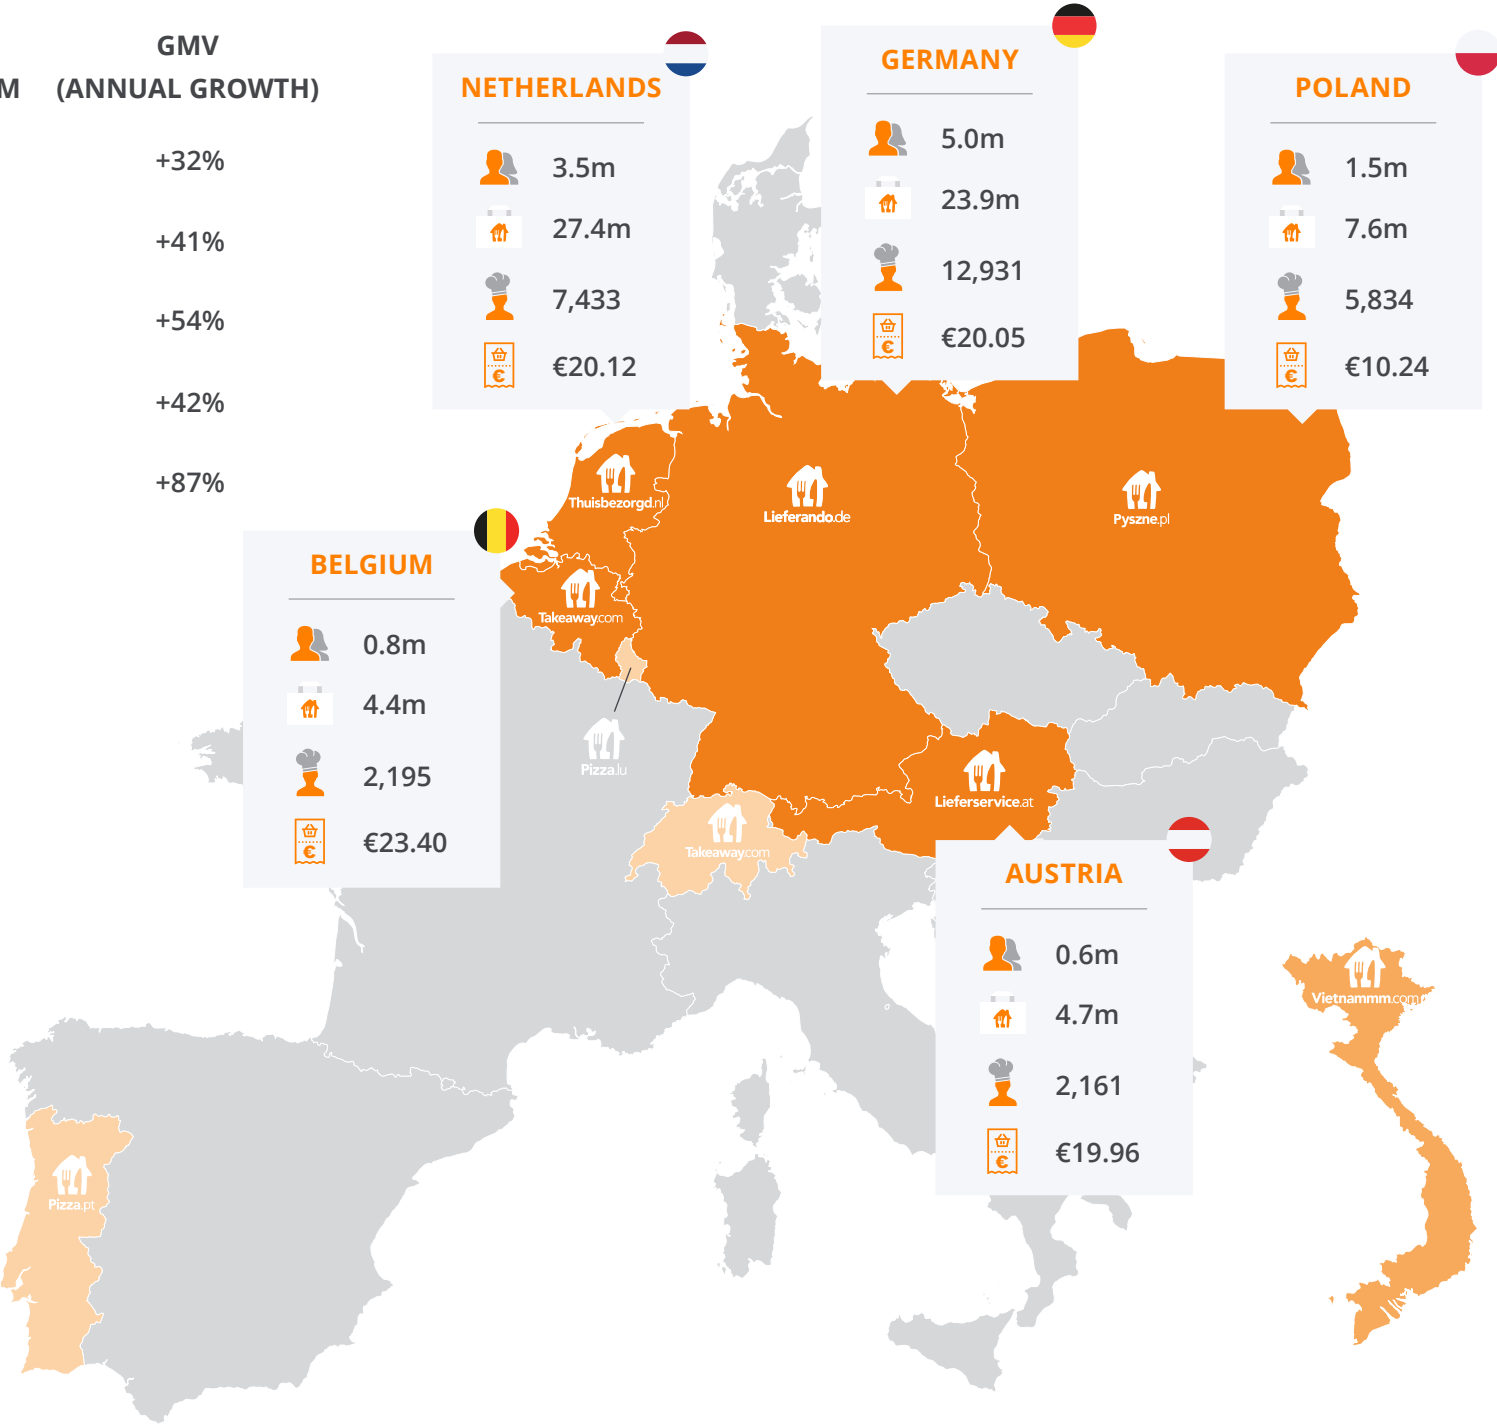 GMV
M (ANNUAL GROWTH)
+32%
+41%
+54%
+42%
+87%
NETHERLANDS
3.5m
27.4m
7,433
€20.12
GERMANY
5.0m
23.9m
12,931
€20.05
POLAND
1.5m
7.6m
5,834
€10.24
BELGIUM
0.8m
4.4m
2,195
€23.40
Thuisbezorgd.nl
Lieferando.de
Pyszne.pl
Takeaway.com
Pizza.lu
Takeaway.com
Lieferservice.at
AUSTRIA
0.6m
4.7m
2,161
€19.96
Vietnammm.com
Pizza.pt